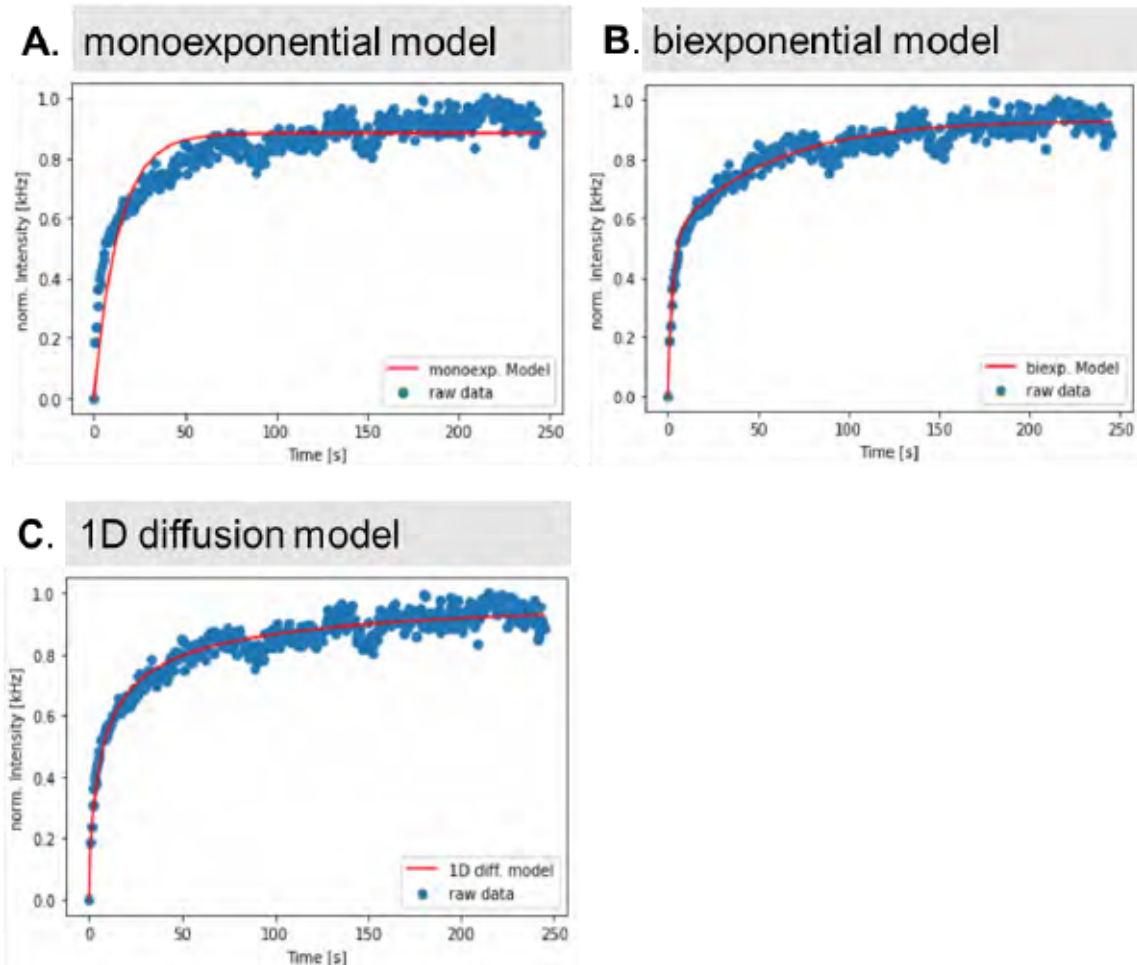 A. monoexponential model
norm. Intensity [kHz]
1.0
0.8
0.6
0.4
0.2
0.0
monoexp. Model
raw data
0 50 100 150 200 250
Time [s]
B. biexponential model
norm. Intensity [kHz]
1.0
0.8
0.6
0.4
0.2
0.0
biexp. Model
raw data
0 50 100 150 200 250
Time [s]
C. 1D diffusion model
norm. Intensity [kHz]
1.0
0.8
0.6
0.4
0.2
0.0
1D diff. model
raw data
0 50 100 150 200 250
Time [s]